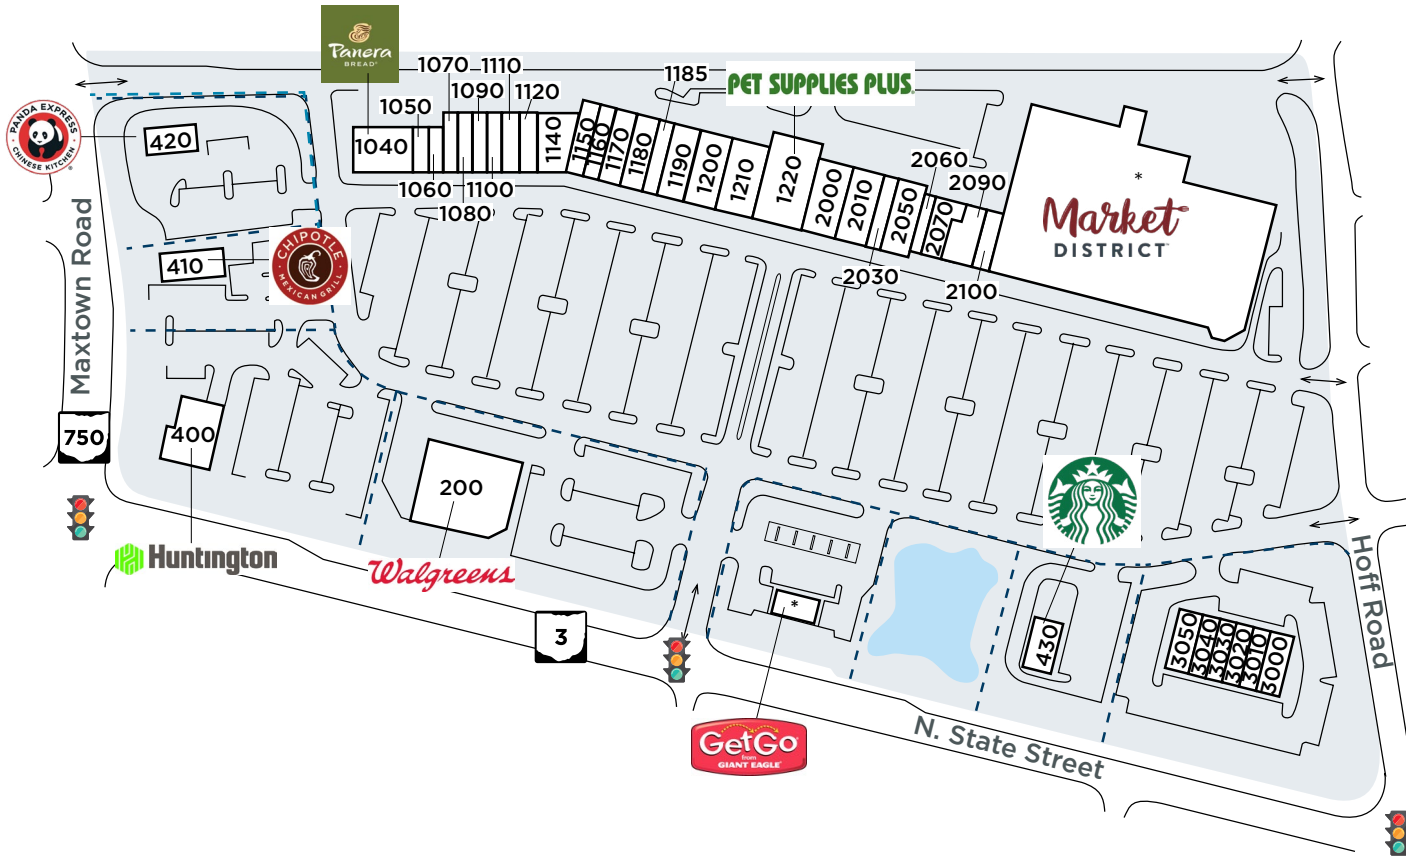 Panera
BREAD®
1070
1110
1185
PET SUPPLIES PLUS.
1050
1090
1120
PANDA EXPRESS
CHINESE KITCHEN
420
1040
1140
1150
1160
1170
1180
1190
1200
1210
1220
2000
2010
2050
2060
2090
2070
*
Market
DISTRICT
1060
1100
1080
2030
2100
Maxtown Road
410
CHIPOTLE
MEXICAN GRILL
750
400
200
Huntington
Walgreens
3
*
430
3050
3040
3030
3020
3010
3000
Hoff Road
GetGo
from
GIANT EAGLE
N. State Street